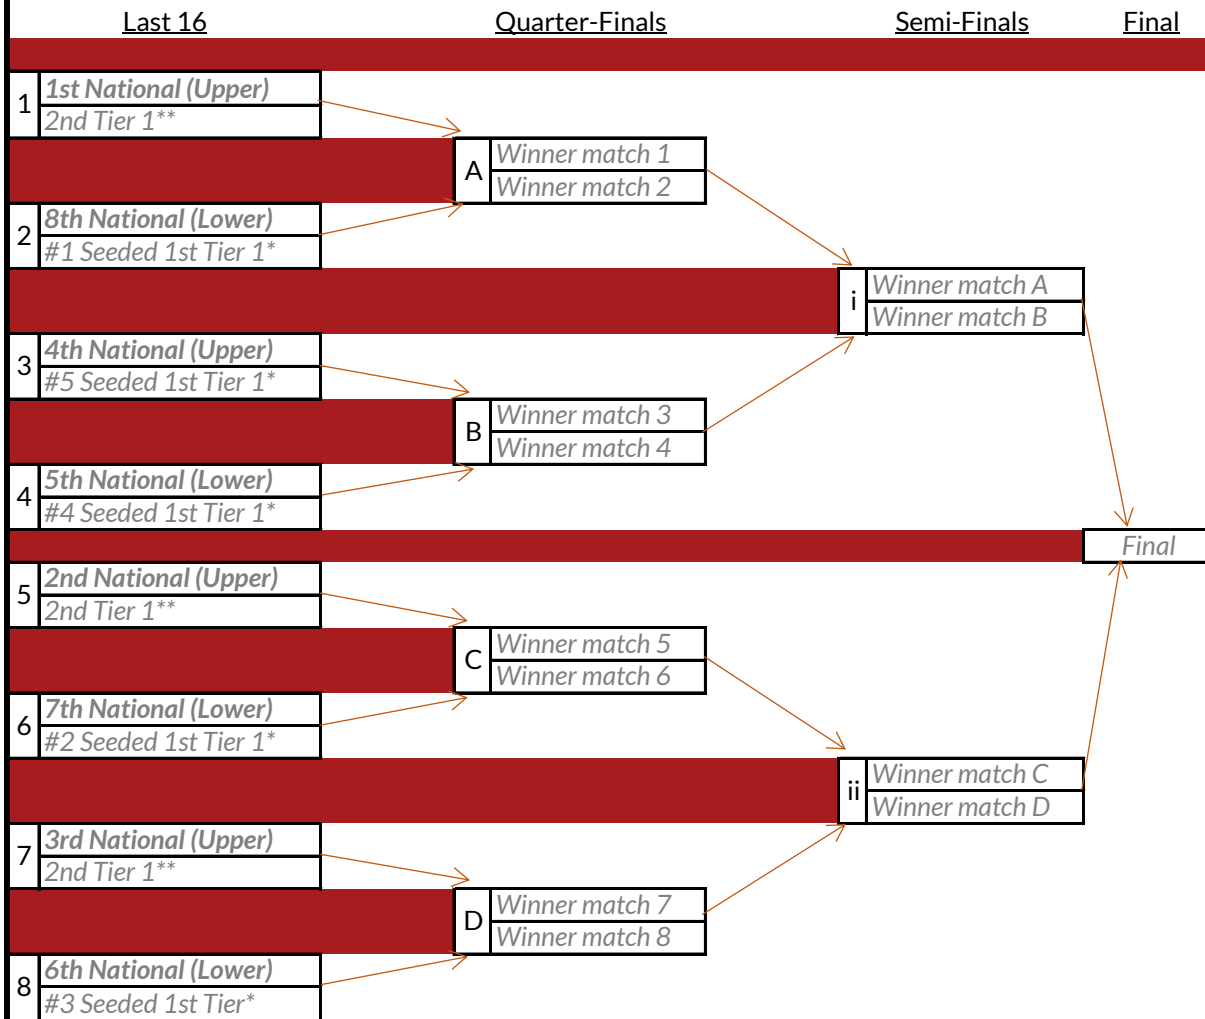 Last 16
Quarter-Finals
Semi-Finals
Final
1
1st National (Upper)
2nd Tier 1**
A
Winner match 1
Winner match 2
2
8th National (Lower)
#1 Seeded 1st Tier 1*
i
Winner match A
Winner match B
3
4th National (Upper)
#5 Seeded 1st Tier 1*
B
Winner match 3
Winner match 4
4
5th National (Lower)
#4 Seeded 1st Tier 1*
Final
5
2nd National (Upper)
2nd Tier 1**
C
Winner match 5
Winner match 6
6
7th National (Lower)
#2 Seeded 1st Tier 1*
ii
Winner match C
Winner match D
7
3rd National (Upper)
2nd Tier 1**
D
Winner match 7
Winner match 8
8
6th National (Lower)
#3 Seeded 1st Tier*